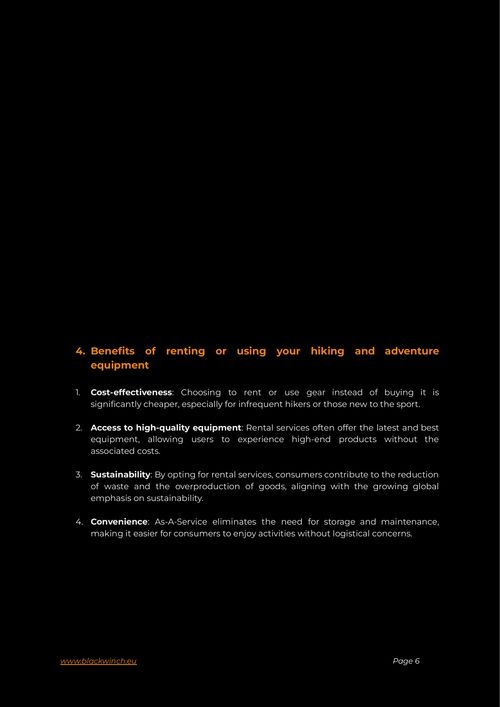 4. Benefits of renting or using your hiking and adventure
equipment
1. Cost-effectiveness: Choosing to rent or use gear instead of buying it is
significantly cheaper, especially for infrequent hikers or those new to the sport.
2. Access to high-quality equipment: Rental services often offer the latest and best
equipment, allowing users to experience high-end products without the
associated costs.
3. Sustainability: By opting for rental services, consumers contribute to the reduction
of waste and the overproduction of goods, aligning with the growing global
emphasis on sustainability.
4. Convenience: As-A-Service eliminates the need for storage and maintenance,
making it easier for consumers to enjoy activities without logistical concerns.
www.blackwinch.eu Page 6